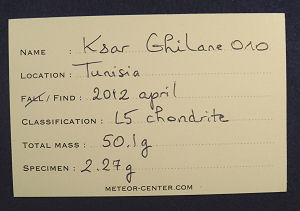 NAME : Ksar Ghilane 010
LOCATION : Tunisia
FALL / FIND : 2012 april
CLASSIFICATION : L5 chondrite
TOTAL MASS : 50.1g
SPECIMEN : 2.27g
METEOR-CENTER.COM